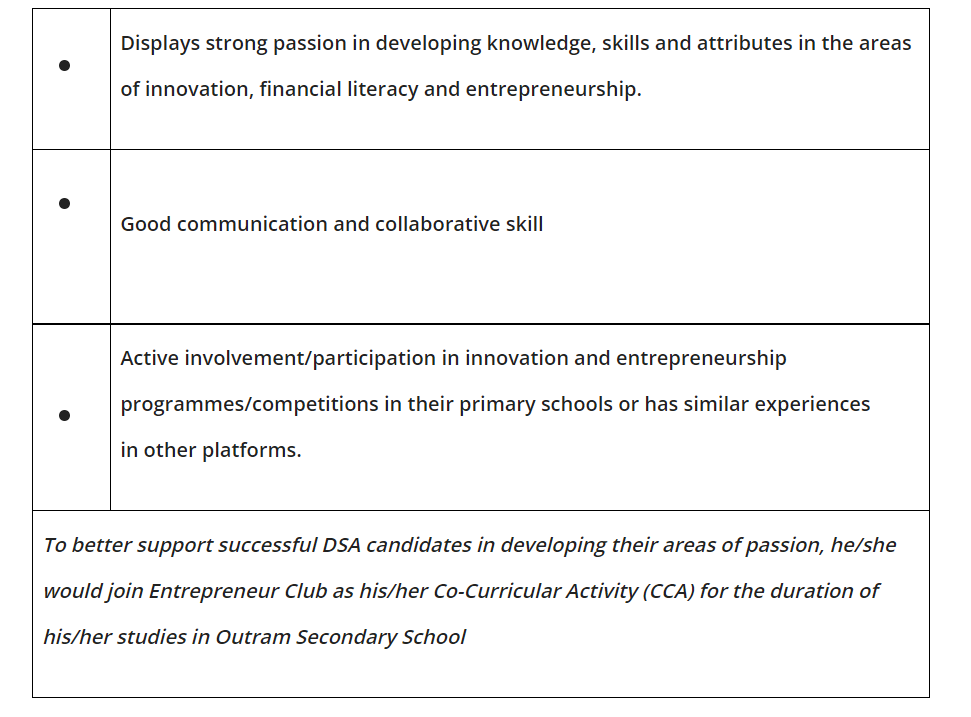 Displays strong passion in developing knowledge, skills and attributes in the areas
of innovation, financial literacy and entrepreneurship.
Good communication and collaborative skill
Active involvement/participation in innovation and entrepreneurship
programmes/competitions in their primary schools or has similar experiences
in other platforms.
To better support successful DSA candidates in developing their areas of passion, he/she
would join Entrepreneur Club as his/her Co-Curricular Activity (CCA) for the duration of
his/her studies in Outram Secondary School